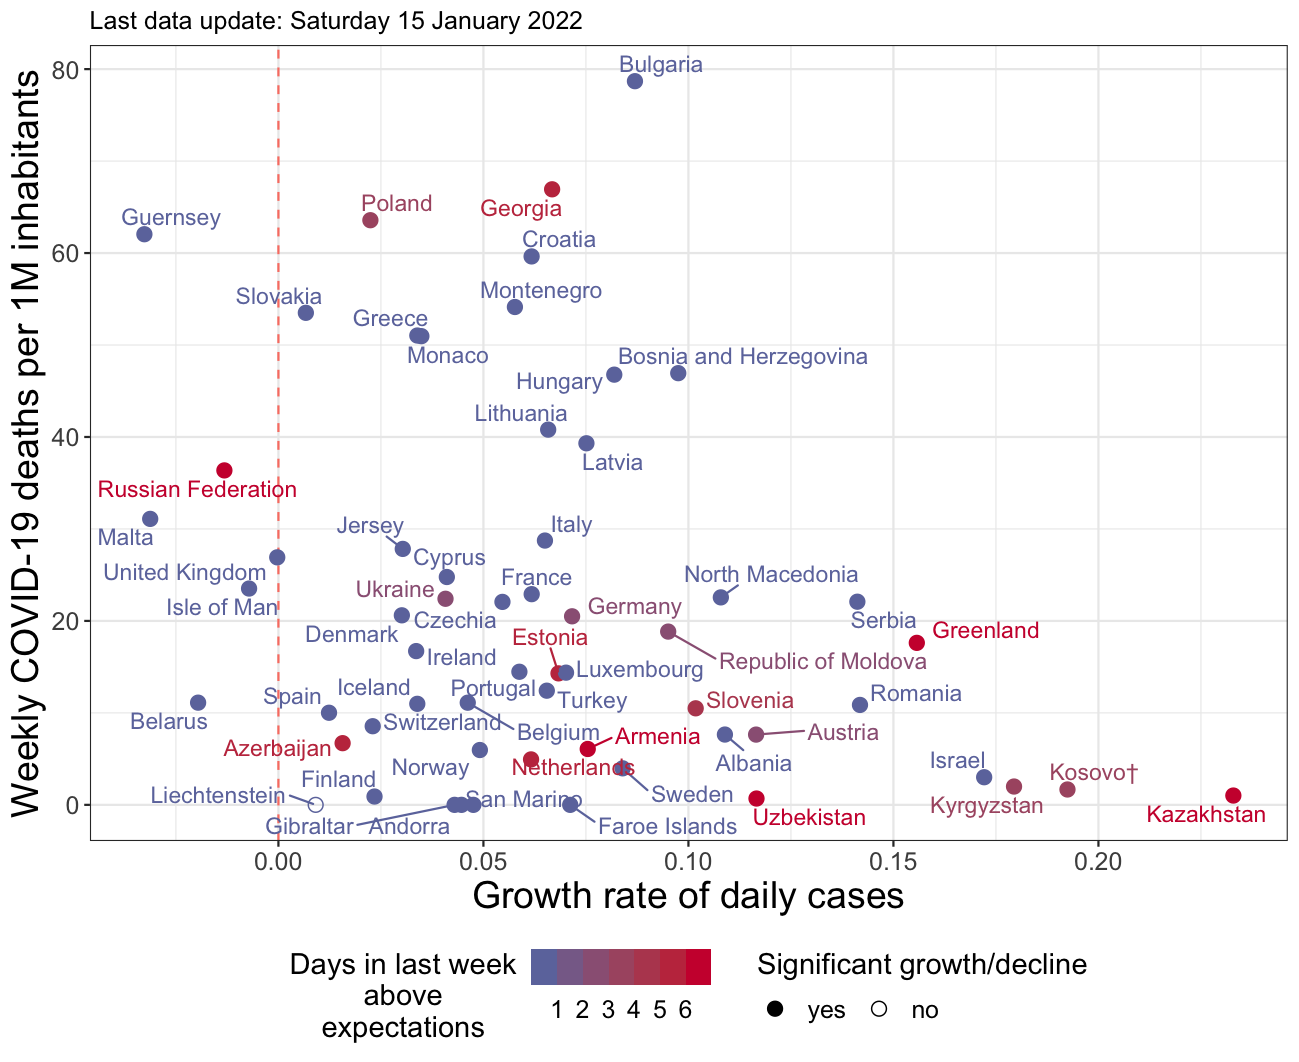 Last data update: Saturday 15 January 2022
Weekly COVID-19 deaths per 1M inhabitants
80
60
40
20
0
Bulgaria
Poland
Georgia
Guernsey
Croatia
Montenegro
Slovakia
Greece
Monaco
Bosnia and Herzegovina
Hungary
Lithuania
Latvia
Russian Federation
Malta
Jersey
Italy
Cyprus
United Kingdom
France
North Macedonia
Ukraine
Isle of Man
Germany
Czechia
Serbia
Denmark
Estonia
Greenland
Ireland
Republic of Moldova
Luxembourg
Iceland
Portugal
Spain
Turkey
Slovenia
Romania
Belarus
Switzerland
Belgium
Armenia
Austria
Azerbaijan
Norway
Netherlands
Albania
Israel
Kosovo†
Finland
Liechtenstein
San Marino
Sweden
Kyrgyzstan
Kazakhstan
Gibraltar
Andorra
Faroe Islands
Uzbekistan
0.00 0.05 0.10 0.15 0.20
Growth rate of daily cases
Days in last week
above
expectations
1 2 3 4 5 6
Significant growth/decline
yes no